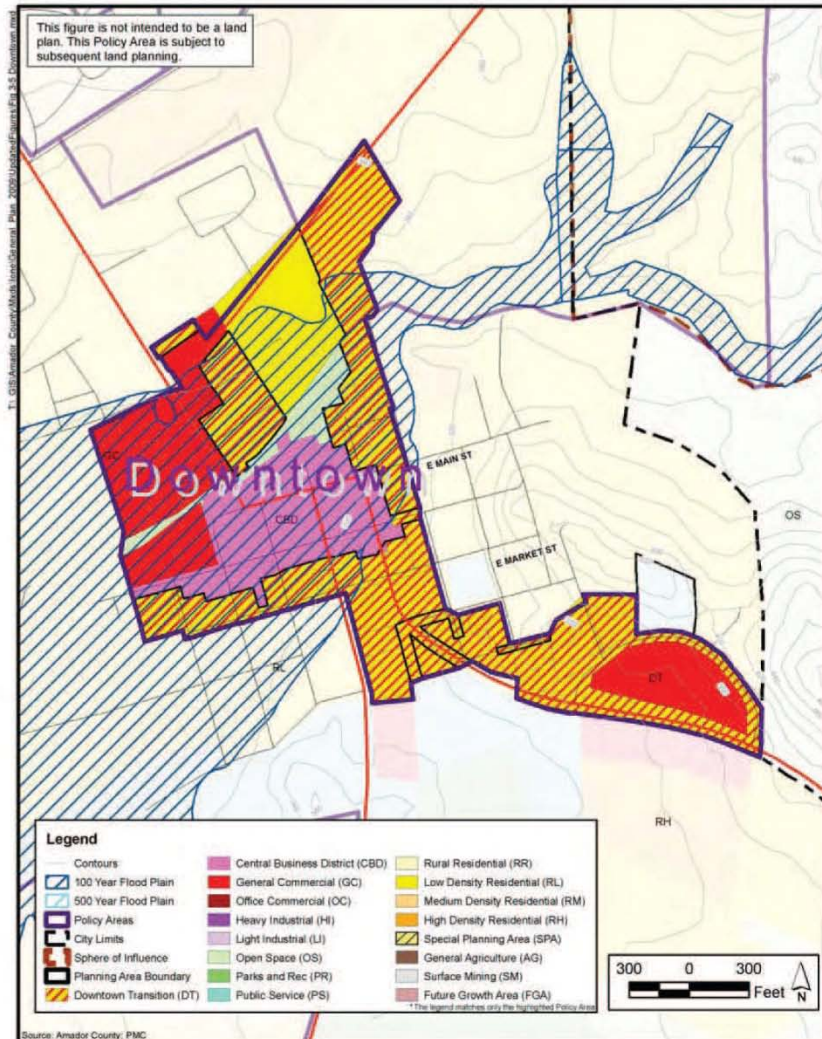 This figure is not intended to be a land
plan. This Policy Area is subject to
subsequent land planning.
GC
Downtown
CBD
E MAIN ST
E MARKET ST
OS
RL
DT
RH
Legend
Contours
100 Year Flood Plain
500 Year Flood Plain
Policy Areas
City Limits
Sphere of Influence
Planning Area Boundary
Downtown Transition (DT)
Central Business District (CBD)
General Commercial (GC)
Office Commercial (OC)
Heavy Industrial (HI)
Light Industrial (LI)
Open Space (OS)
Parks and Rec (PR)
Public Service (PS)
Rural Residential (RR)
Low Density Residential (RL)
Medium Density Residential (RM)
High Density Residential (RH)
Special Planning Area (SPA)
General Agriculture (AG)
Surface Mining (SM)
Future Growth Area (FGA)
* The legend matches only the highlighted Policy Area
300 0 300
Feet
N
Source: Amador County; PMC